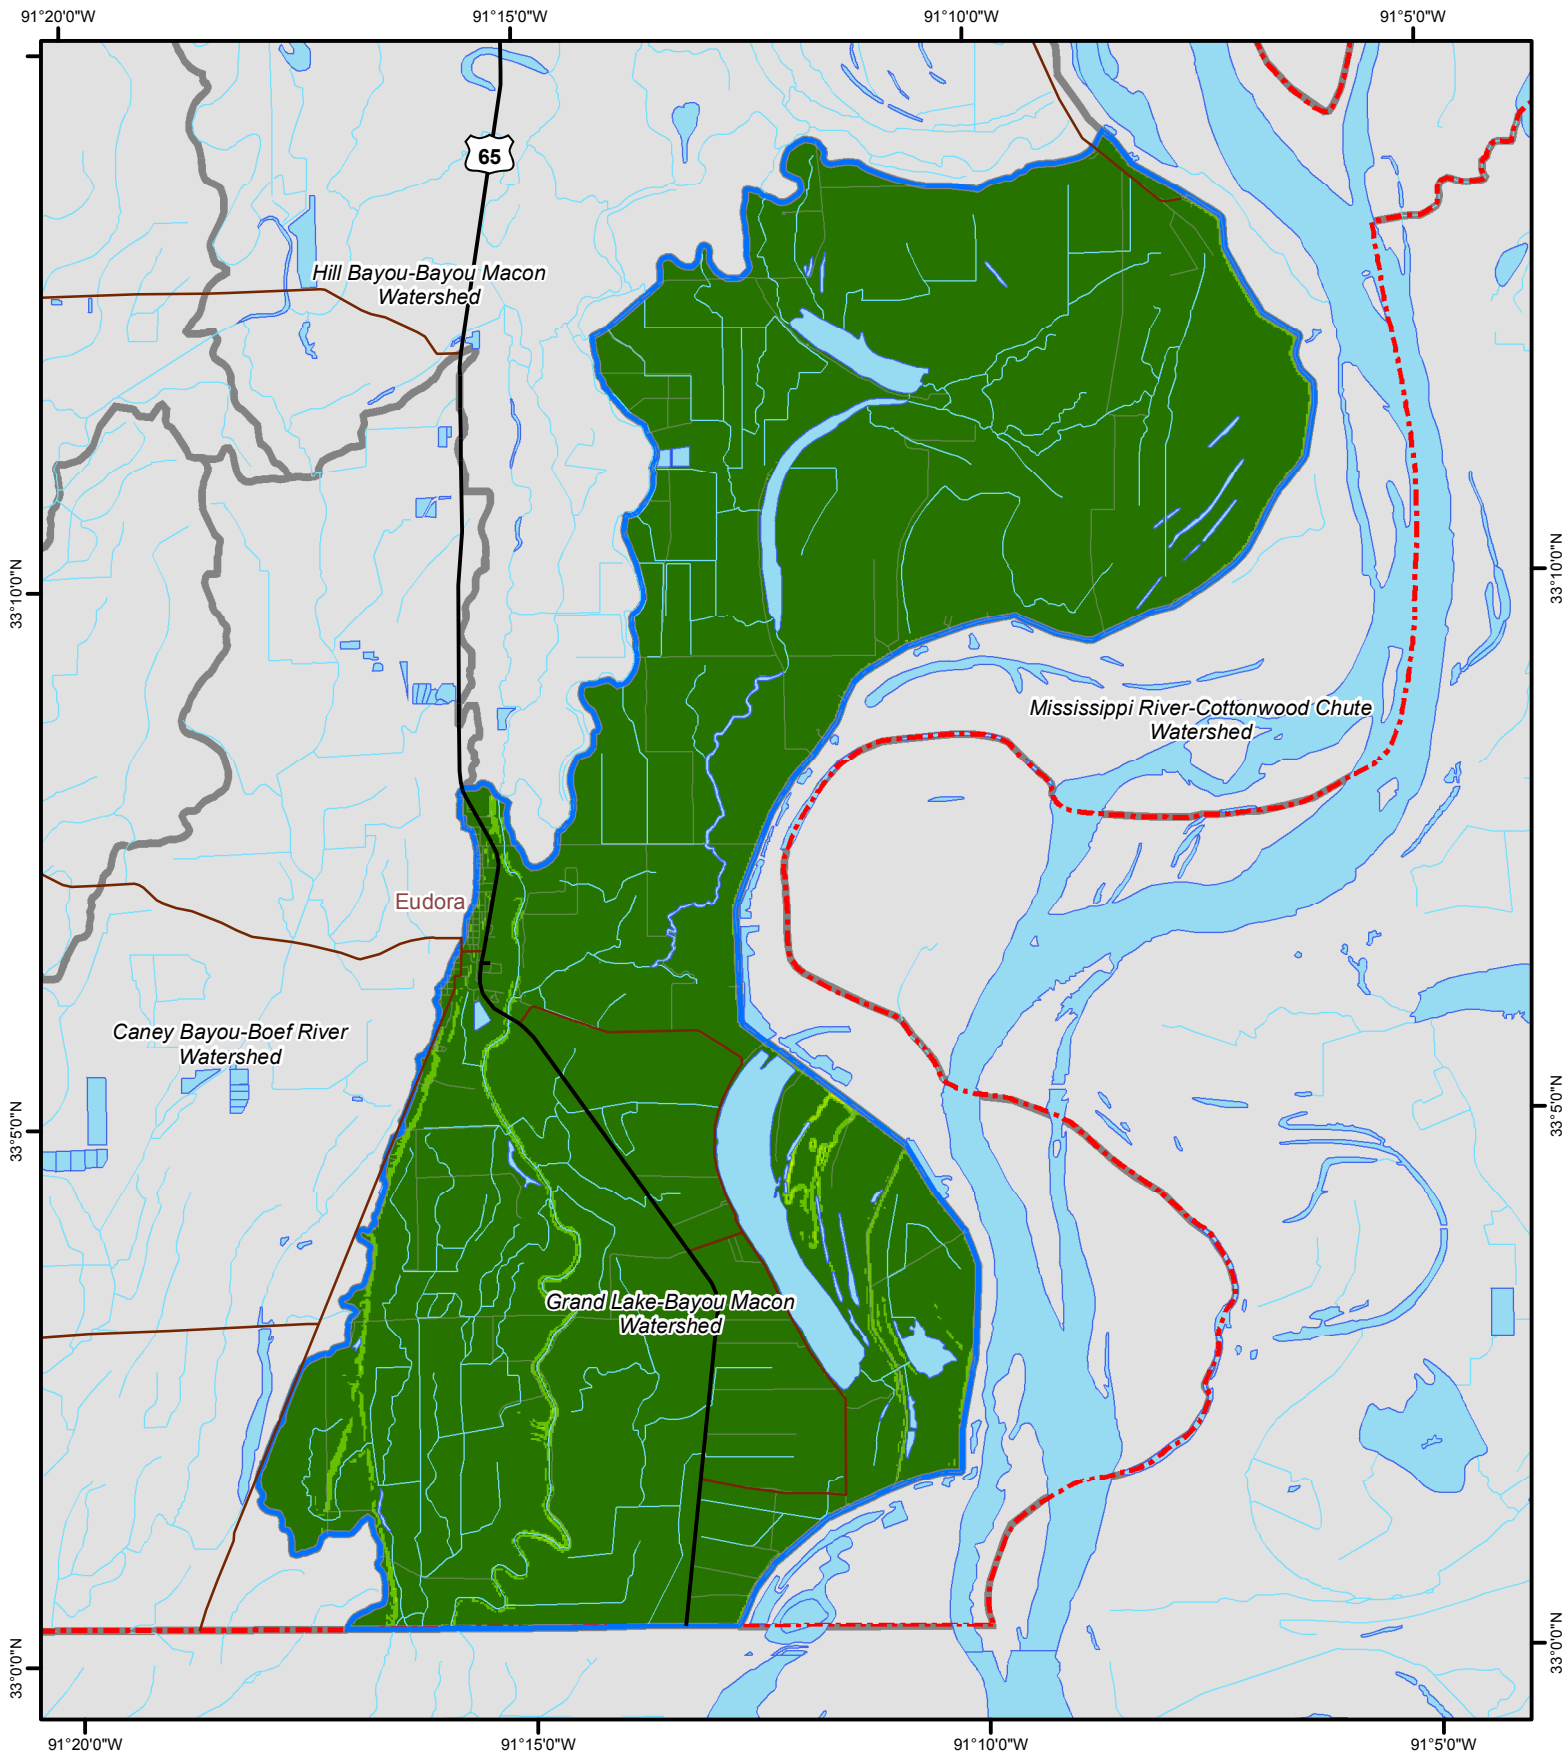 91°20'0"W
91°15'0"W
91°10'0"W
91°5'0"W
65
Hill Bayou-Bayou Macon
Watershed
33°10'0"N
33°10'0"N
Mississippi River-Cottonwood Chute
Watershed
Eudora
Caney Bayou-Boef River
Watershed
33°5'0"N
33°5'0"N
Grand Lake-Bayou Macon
Watershed
33°0'0"N
33°0'0"N
91°20'0"W
91°15'0"W
91°10'0"W
91°5'0"W